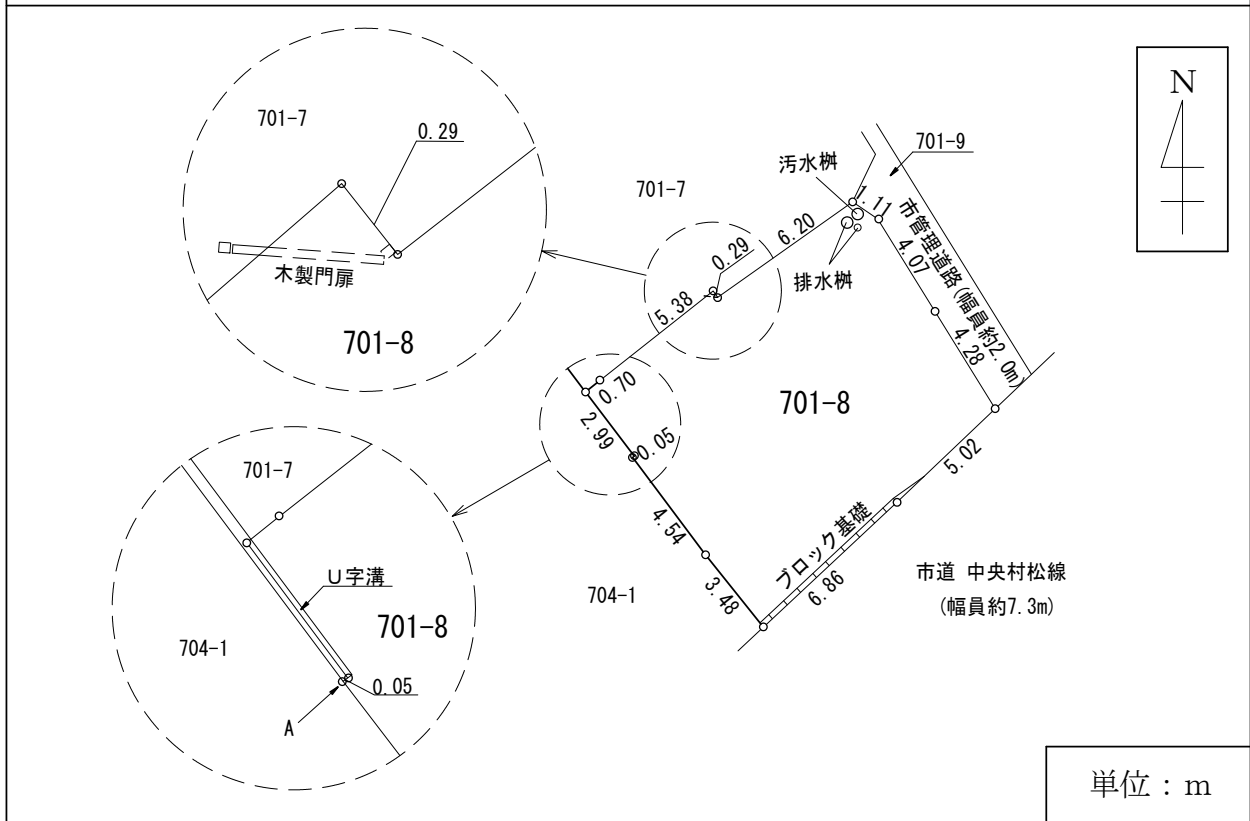 701-7
0.29
木製門扉
701-8
N
701-9
汚水桝
701-7
1.11
市管理道路(幅員約2.0m)
6.20
0.29
排水桝
4.07
5.38
4.28
0.70
701-8
2.99
0.05
5.02
4.54
ブロック基礎
6.86
市道 中央村松線
(幅員約7.3m)
704-1
3.48
701-7
U字溝
701-8
704-1
0.05
A
単位:m